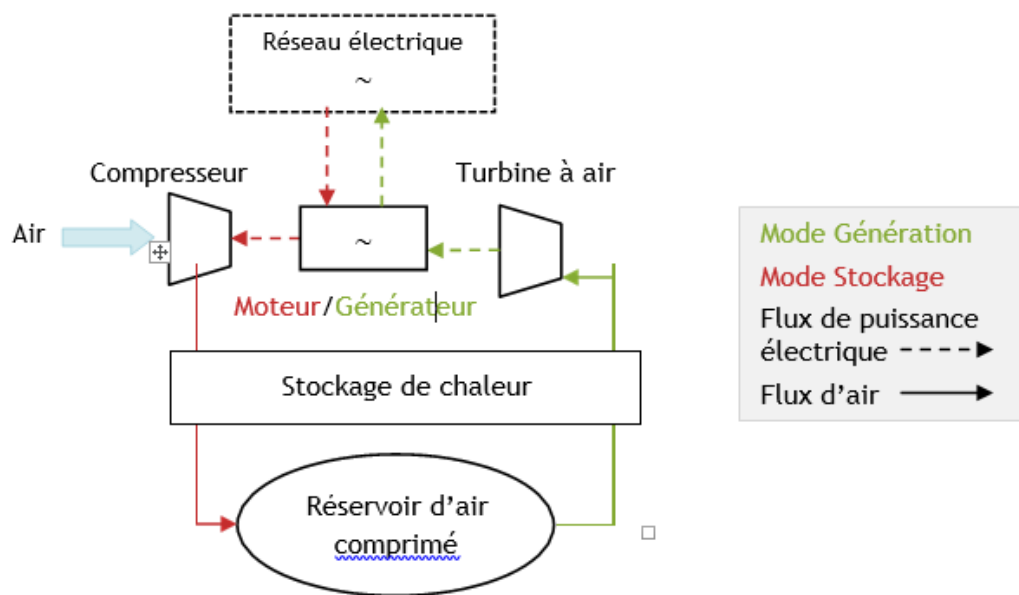 Réseau électrique
~
Compresseur
Turbine à air
Air
~
Moteur/Générateur
Stockage de chaleur
Réservoir d'air
comprimé
Mode Génération
Mode Stockage
Flux de puissance
électrique
Flux d'air